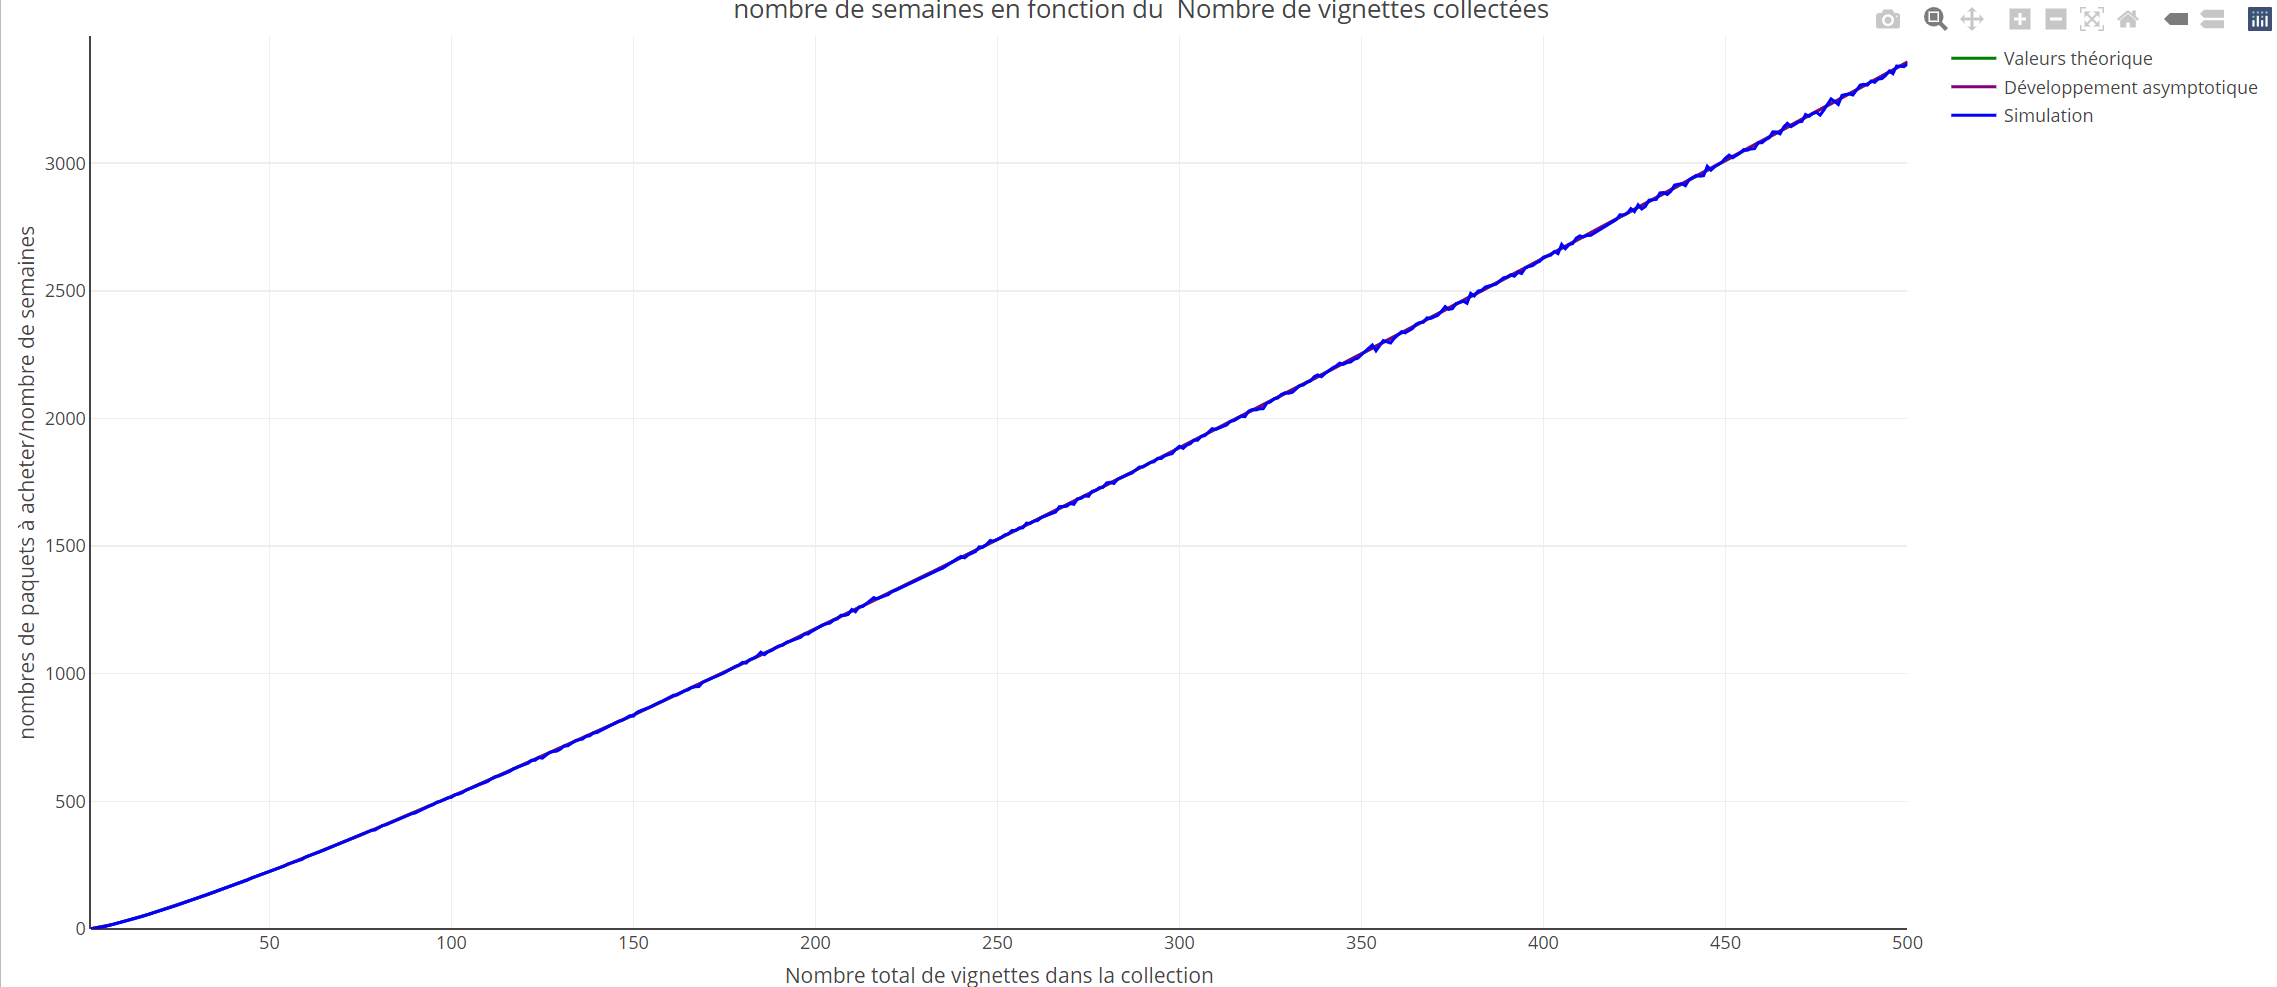 nombre de semaines en fonction du  Nombre de vignettes collectées
Valeurs théorique
Développement asymptotique
Simulation
nombres de paquets à acheter/nombre de semaines
3000
2500
2000
1500
1000
500
0
50
100
150
200
250
300
350
400
450
500
Nombre total de vignettes dans la collection